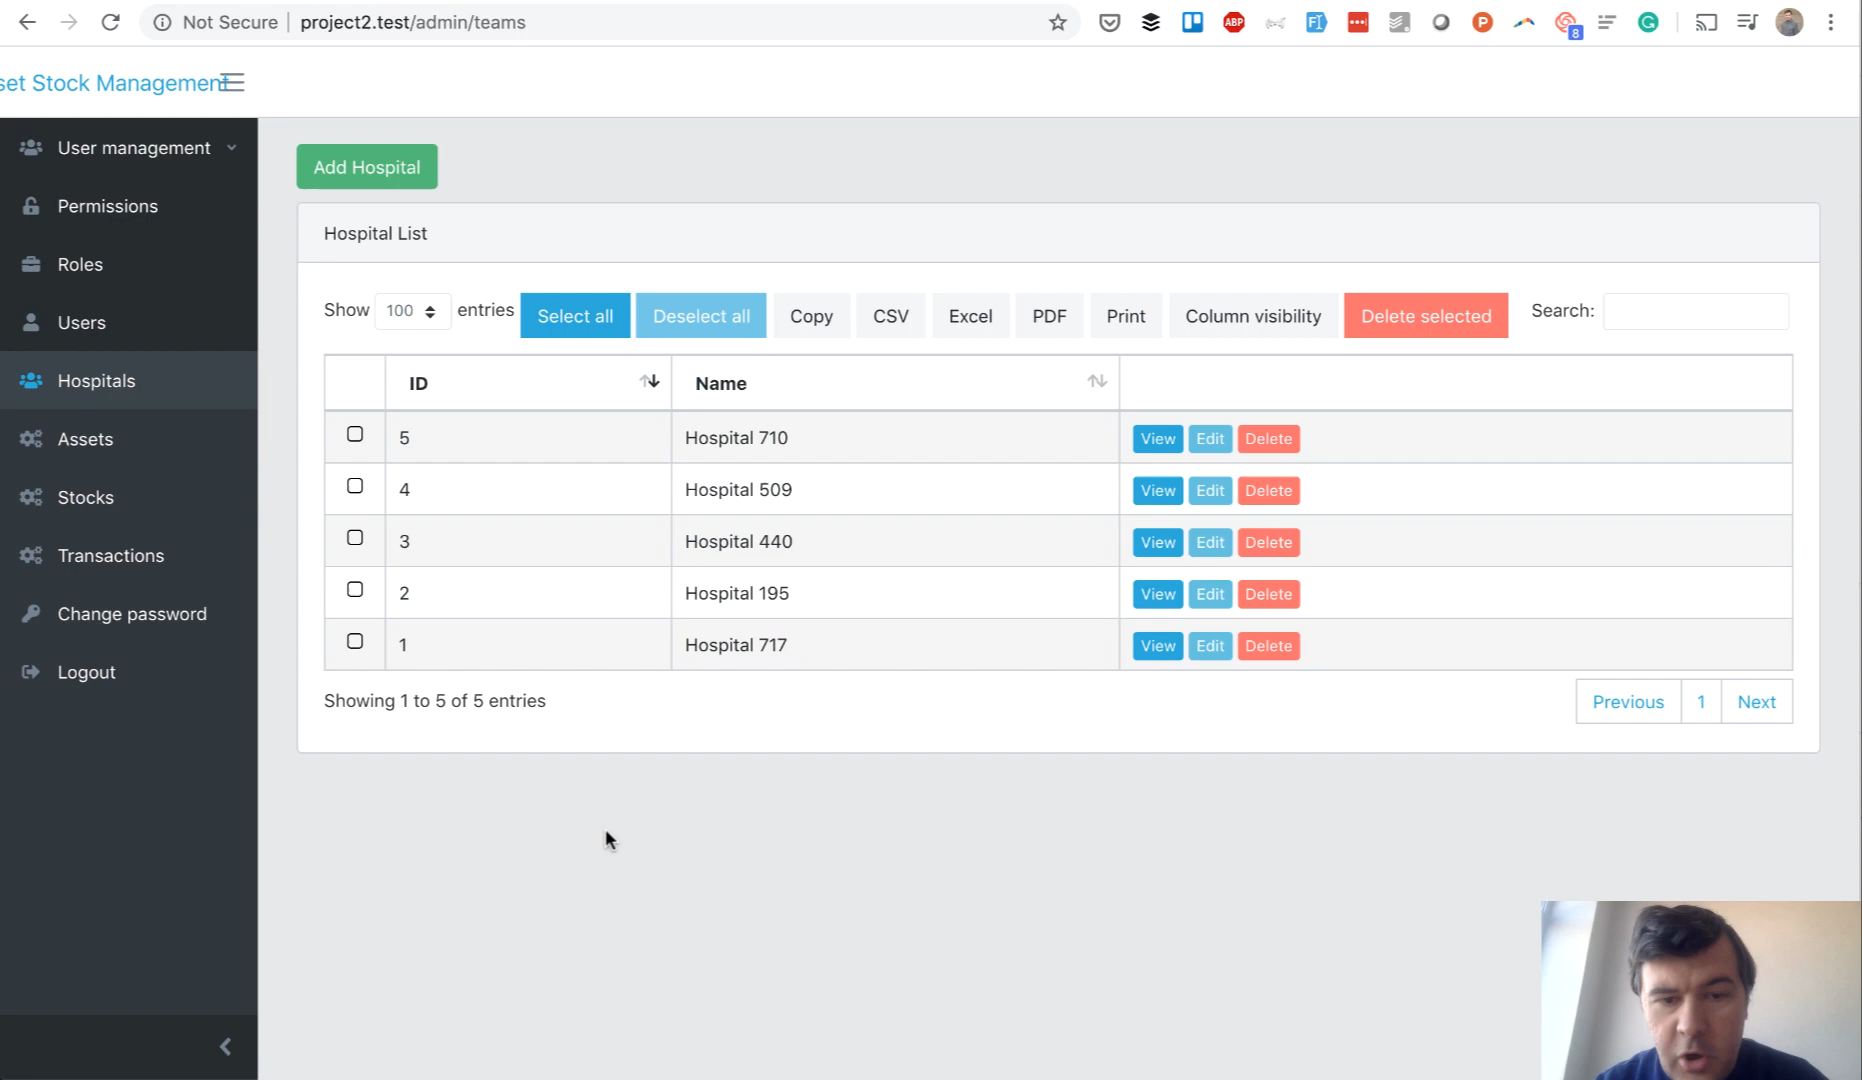 Not Secure | project2.test/admin/teams
ABP
P
8
set Stock Management
User management
Permissions
Roles
Users
Hospitals
Assets
Stocks
Transactions
Change password
Logout
Add Hospital
Hospital List
Show 100 entries Select all Deselect all Copy CSV Excel PDF Print Column visibility Delete selected Search:
ID Name
5 Hospital 710 View Edit Delete
4 Hospital 509 View Edit Delete
3 Hospital 440 View Edit Delete
2 Hospital 195 View Edit Delete
1 Hospital 717 View Edit Delete
Showing 1 to 5 of 5 entries
Previous 1 Next